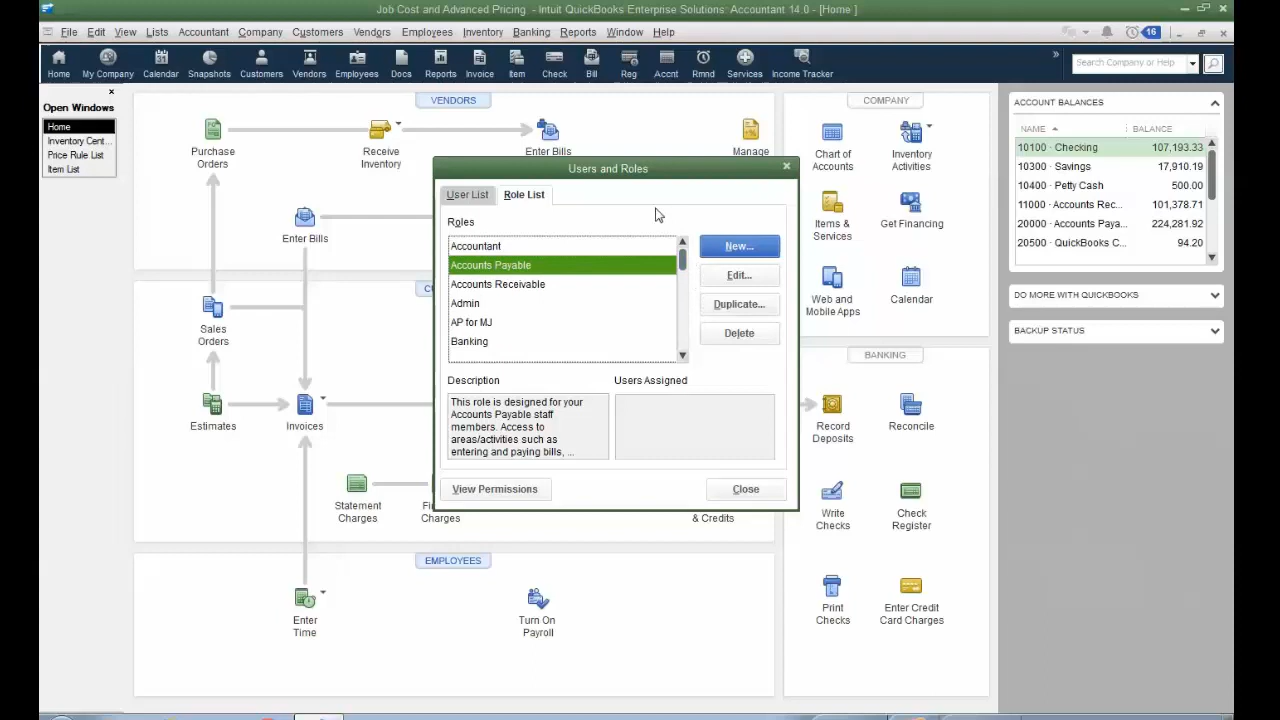 Job Cost and Advanced Pricing - Intuit QuickBooks Enterprise Solutions: Accountant 14.0 - [Home ]
File Edit View Lists Accountant Company Customers Vendors Employees Inventory Banking Reports Window Help
16
Home My Company Calendar Snapshots Customers Vendors Employees Docs Reports Invoice Item Check Bill Reg Accnt Rmnd Services Income Tracker
» Search Company or Help
Open Windows
Home
Inventory Cent...
Price Rule List
Item List
VENDORS
Purchase
Orders
Receive
Inventory
Enter Bills
Manage
Enter Bills
Sales
Orders
Estimates
Invoices
Statement
Charges
Charges
& Credits
EMPLOYEES
Enter
Time
Turn On
Payroll
Users and Roles
User List Role List
Roles
Accountant
Accounts Payable
Accounts Receivable
Admin
AP for MJ
Banking
New...
Edit...
Duplicate...
Delete
Description
This role is designed for your
Accounts Payable staff
members. Access to
areas/activities such as
entering and paying bills, ...
Users Assigned
View Permissions
Close
COMPANY
Chart of
Accounts
Inventory
Activities
Items &
Services
Get Financing
Web and
Mobile Apps
Calendar
BANKING
Record
Deposits
Reconcile
Write
Checks
Check
Register
Print
Checks
Enter Credit
Card Charges
ACCOUNT BALANCES
NAME BALANCE
10100 · Checking 107,193.33
10300 · Savings 17,910.19
10400 · Petty Cash 500.00
11000 · Accounts Rec... 101,378.71
20000 · Accounts Paya... 224,281.92
20500 · QuickBooks C... 94.20
DO MORE WITH QUICKBOOKS
BACKUP STATUS